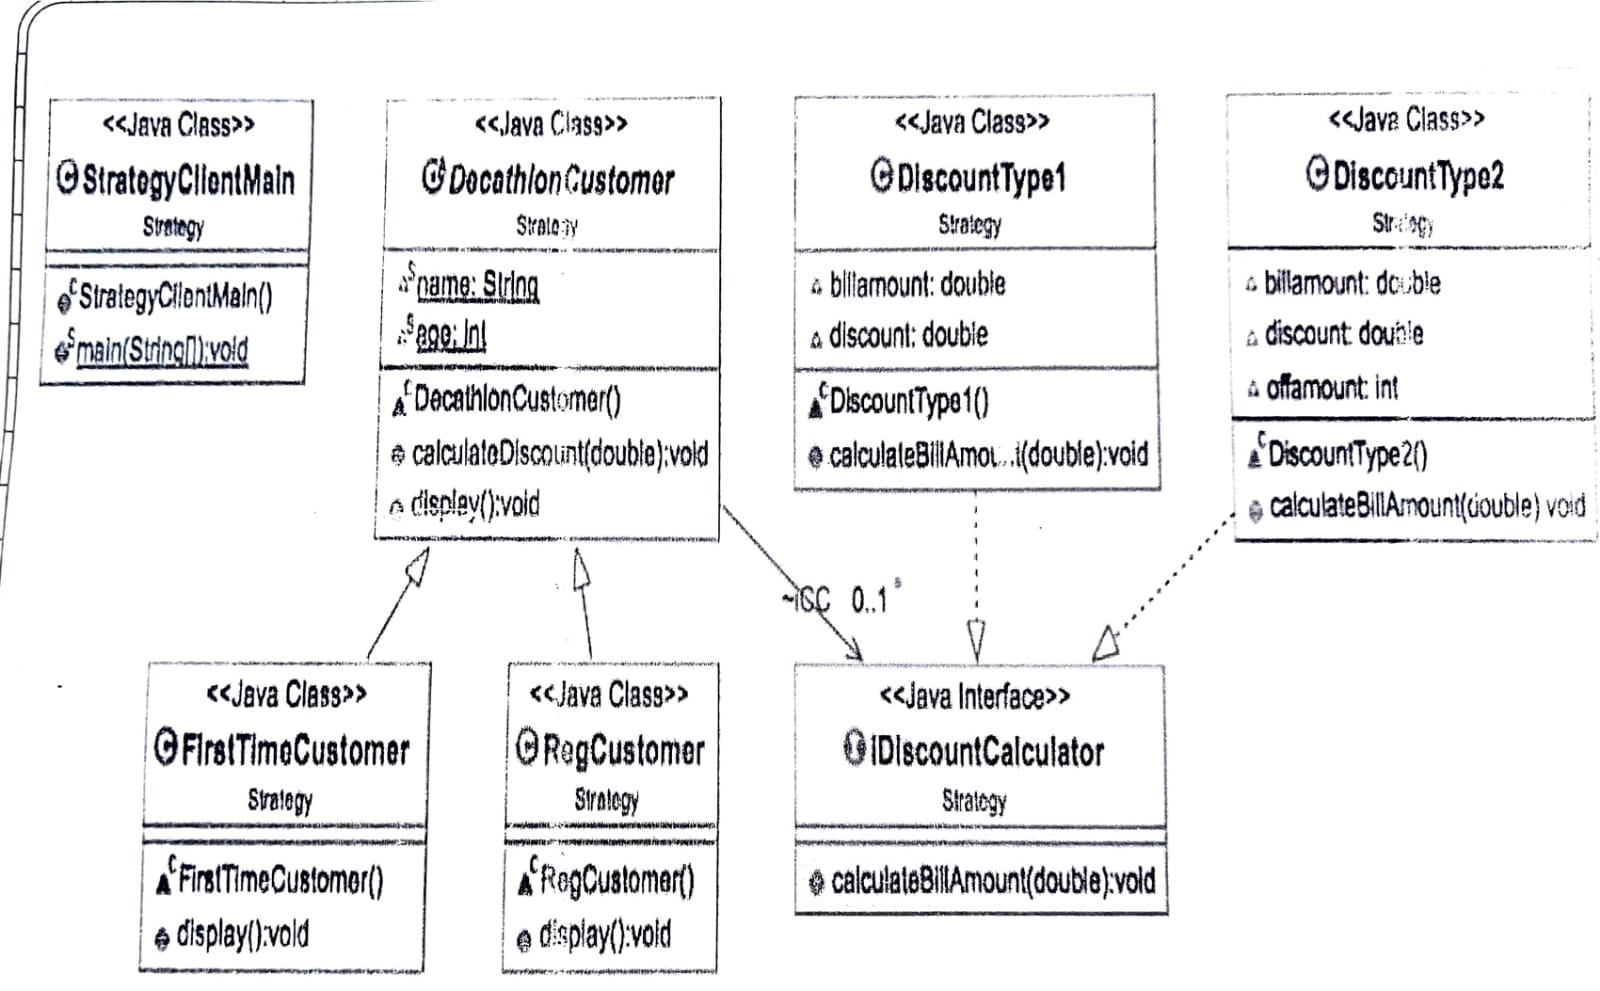 <<Java Class>>
StrategyClientMain
Strategy
StrategyClientMain()
main(String[]):void
<<Java Class>>
DecathlonCustomer
Strategy
name: String
age: int
DecathlonCustomer()
calculateDiscount(double):void
display():void
<<Java Class>>
DiscountType1
Strategy
billamount: double
discount: double
DiscountType1()
calculateBillAmount(double):void
<<Java Class>>
DiscountType2
Strategy
billamount: double
discount: double
offamount: int
DiscountType2()
calculateBillAmount(double) void
0..1
<<Java Class>>
FirstTimeCustomer
Strategy
FirstTimeCustomer()
display():void
<<Java Class>>
RegCustomer
Strategy
RegCustomer()
display():void
<<Java Interface>>
IDiscountCalculator
Strategy
calculateBillAmount(double):void